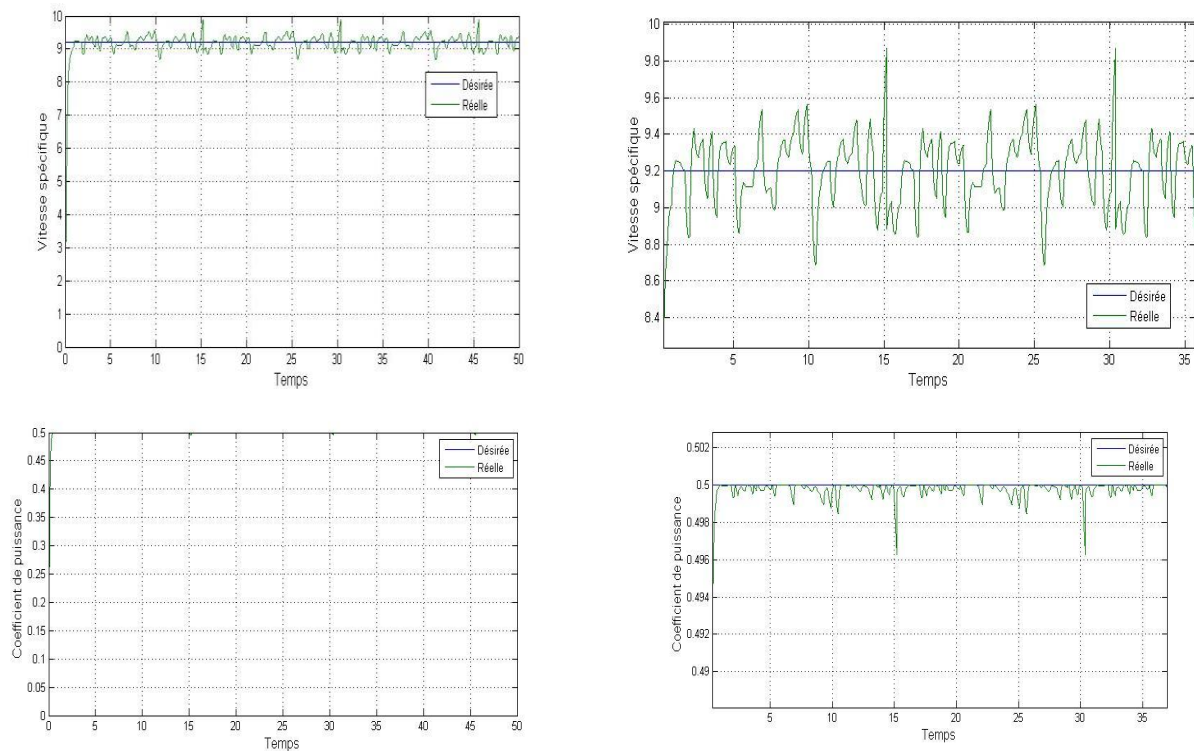 10
9
8
7
6
5
4
3
2
1
0
Vitesse spécifique
Désirée
Réelle
0 5 10 15 20 25 30 35 40 45 50
Temps
10
9.8
9.6
9.4
9.2
9
8.8
8.6
8.4
Vitesse spécifique
Désirée
Réelle
5 10 15 20 25 30 35
Temps
0.5
0.45
0.4
0.35
0.3
0.25
0.2
0.15
0.1
0.05
0
Coefficient de puissance
Désirée
Réelle
0 5 10 15 20 25 30 35 40 45 50
Temps
0.502
0.5
0.498
0.496
0.494
0.492
0.49
Coefficient de puissance
Désirée
Réelle
5 10 15 20 25 30 35
Temps